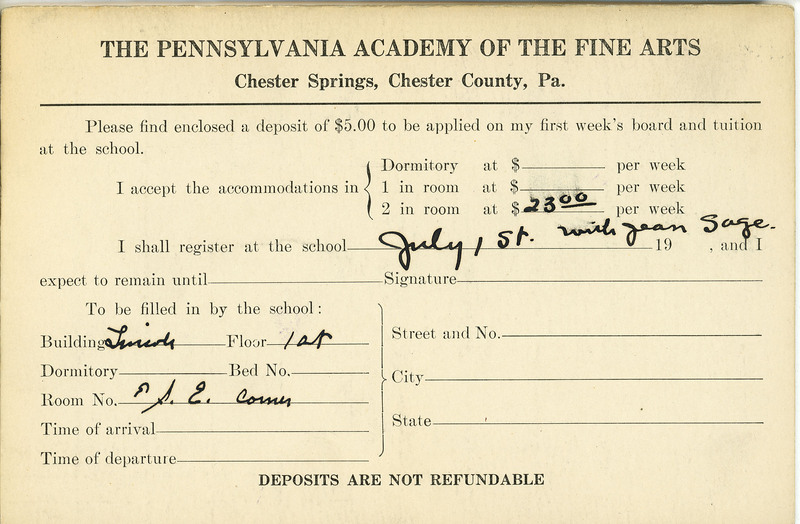 THE PENNSYLVANIA ACADEMY OF THE FINE ARTS
Chester Springs, Chester County, Pa.
Please find enclosed a deposit of $5.00 to be applied on my first week's board and tuition
at the school.
I accept the accommodations in
Dormitory at $ per week
1 in room at $ per week
2 in room at $ 23 00 per week
I shall register at the school July 1 St. with Jean Sage. 19 , and I
expect to remain until Signature
To be filled in by the school:
Building Floor 1st
Dormitory Bed No.
Room No. S. E. corner
Time of arrival
Time of departure
Street and No.
City
State
DEPOSITS ARE NOT REFUNDABLE